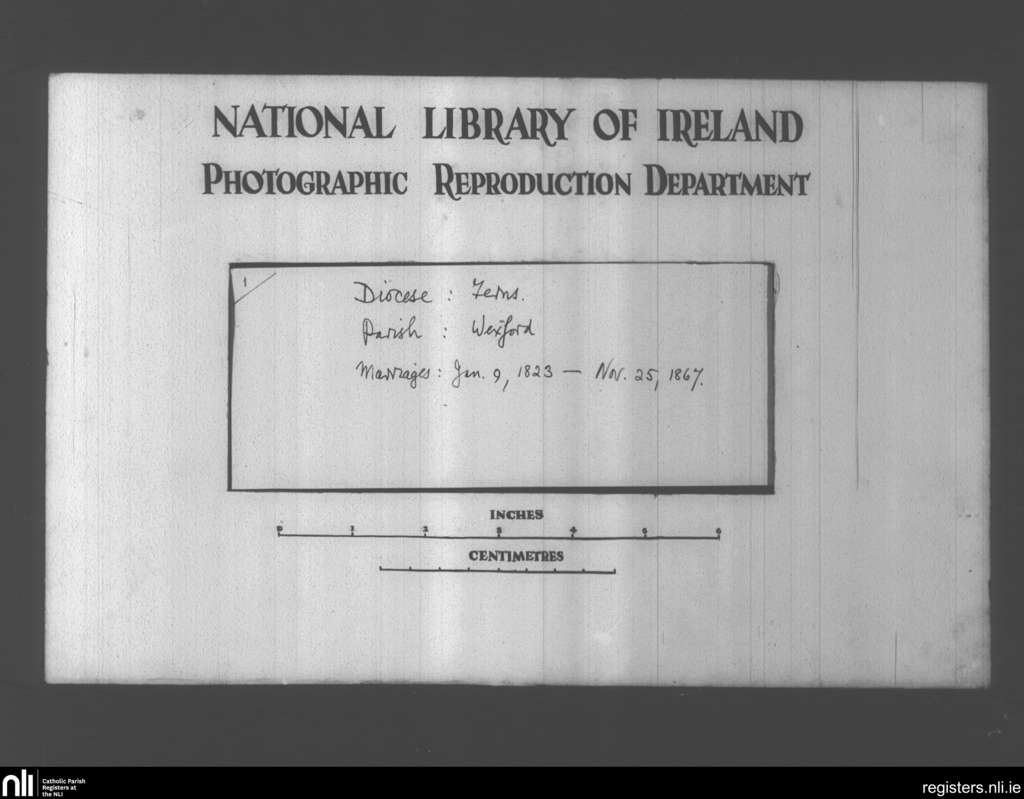 NATIONAL LIBRARY OF IRELAND
PHOTOGRAPHIC REPRODUCTION DEPARTMENT
1
Diocese : Ferns.
Parish : Wexford
Marriages : Jan. 9, 1823 — Nov. 25, 1867.
INCHES
0 1 2 3 4 5 6
CENTIMETRES
nli
Catholic Parish
Registers at
the NLI
registers.nli.ie